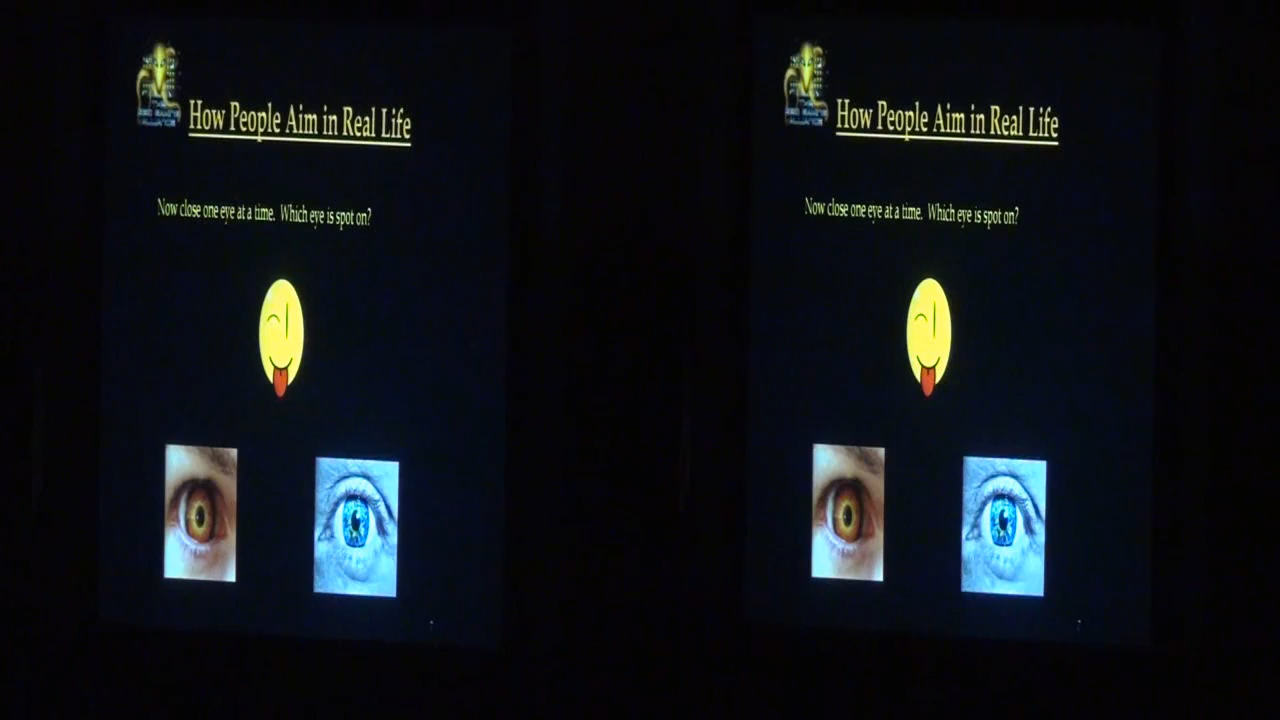 How People Aim in Real Life
Now close one eye at a time. Which eye is spot on?
How People Aim in Real Life
Now close one eye at a time. Which eye is spot on?